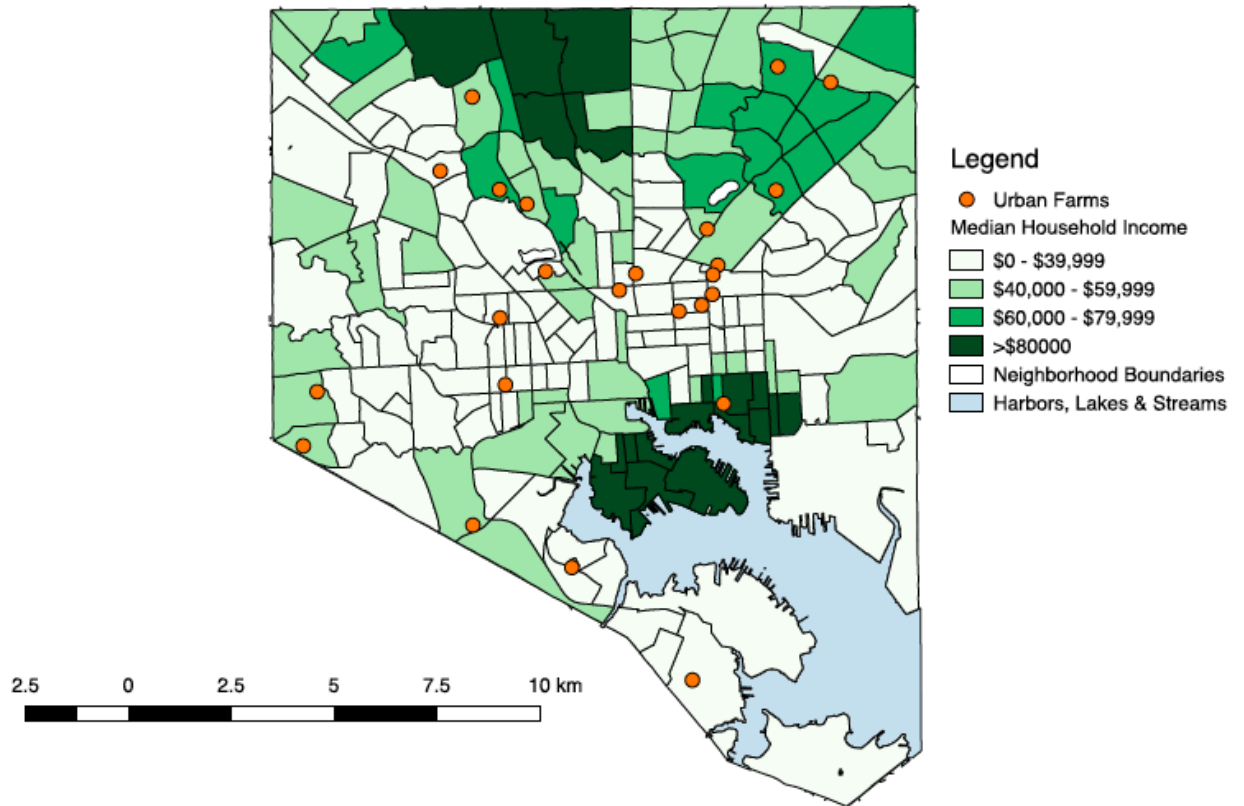 Legend
Urban Farms
Median Household Income
$0 - $39,999
$40,000 - $59,999
$60,000 - $79,999
>$80000
Neighborhood Boundaries
Harbors, Lakes & Streams
2.5 0 2.5 5 7.5 10 km